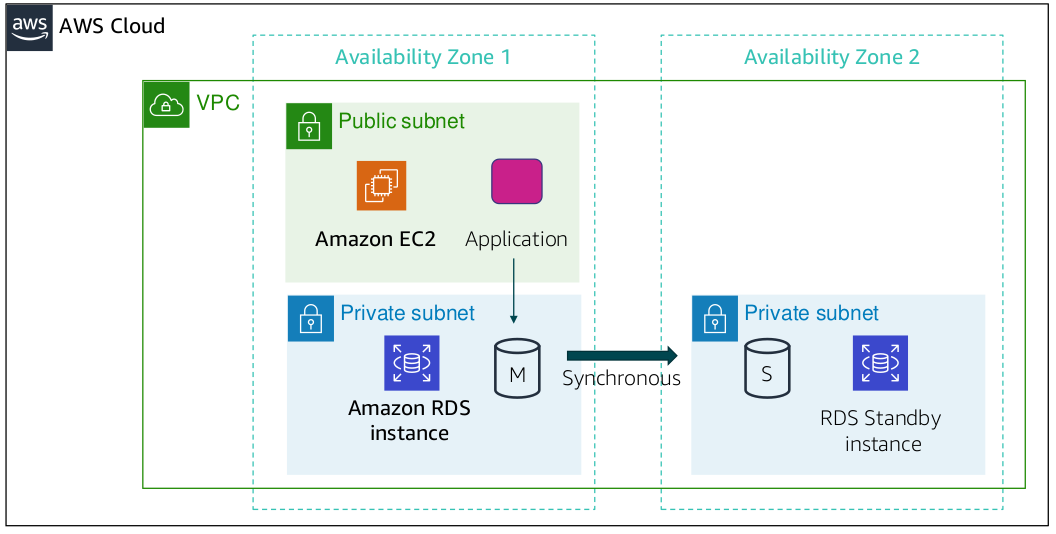 aws
AWS Cloud
Availability Zone 1
Availability Zone 2
VPC
Public subnet
Amazon EC2
Application
Private subnet
Amazon RDS
instance
M
Synchronous
Private subnet
S
RDS Standby
instance